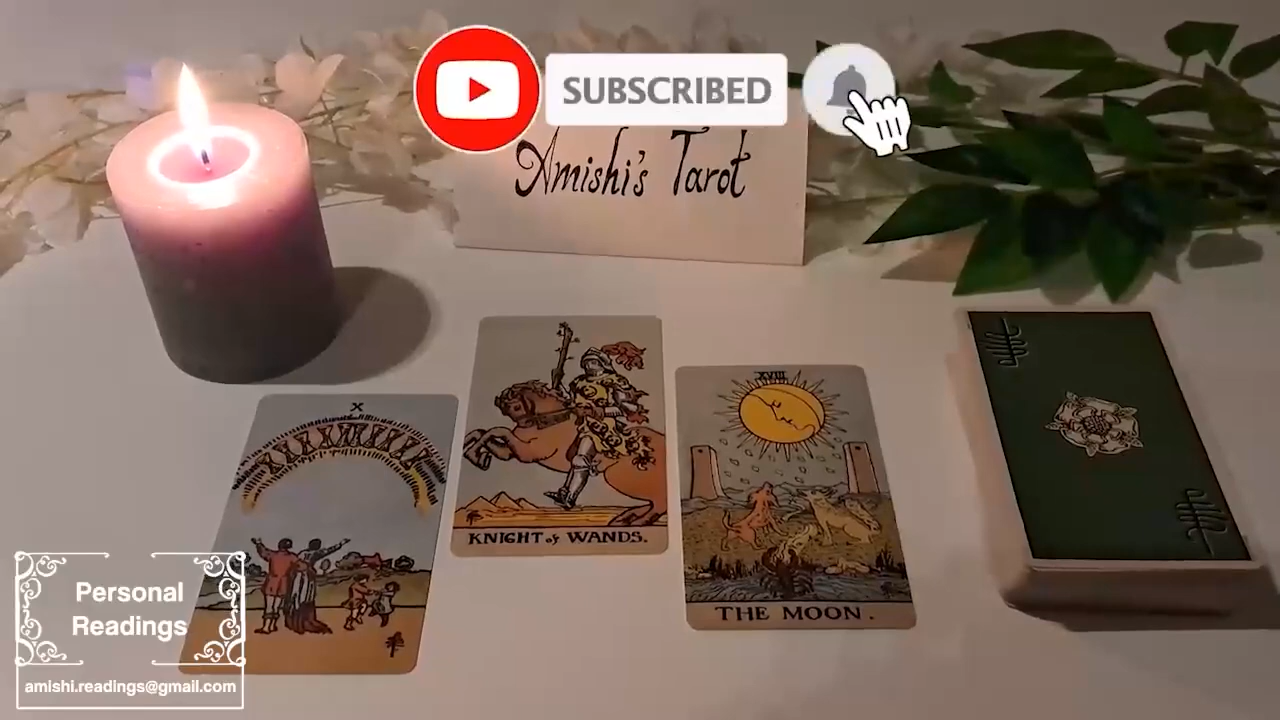 SUBSCRIBED
Amishi's Tarot
X
KNIGHT of WANDS.
XVIII
THE MOON.
Personal
Readings
amishi.readings@gmail.com